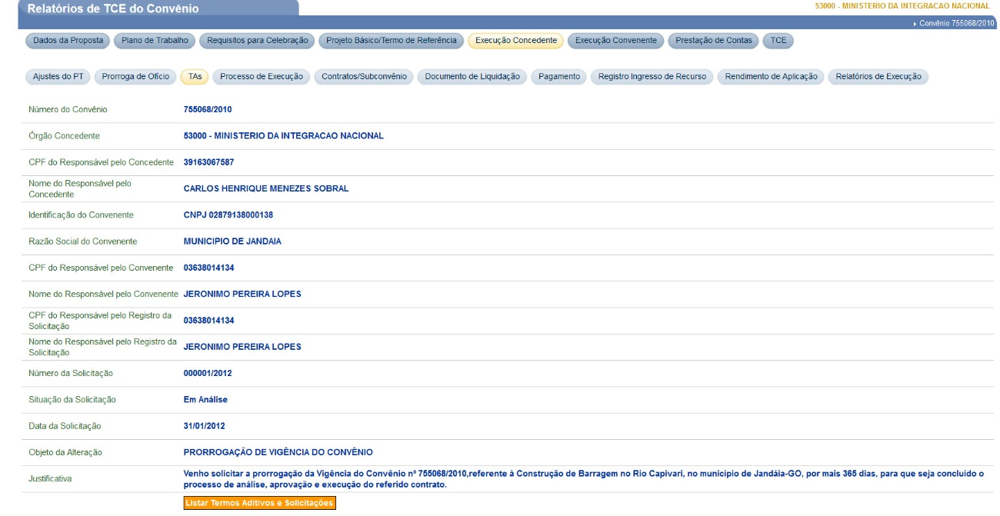 Relatórios de TCE do Convênio
53000 - MINISTERIO DA INTEGRACAO NACIONAL
Convênio 755068/2010
Dados da Proposta Plano de Trabalho Requisitos para Celebração Projeto Básico/Termo de Referência Execução Concedente Execução Convenente Prestação de Contas TCE
Ajustes do PT Prorroga de Ofício TAs Processo de Execução Contratos/Subconvênio Documento de Liquidação Pagamento Registro Ingresso de Recurso Rendimento de Aplicação Relatórios de Execução
Número do Convênio 755068/2010
Órgão Concedente 53000 - MINISTERIO DA INTEGRACAO NACIONAL
CPF do Responsável pelo Concedente 39163067587
Nome do Responsável pelo
Concedente CARLOS HENRIQUE MENEZES SOBRAL
Identificação do Convenente CNPJ 02879138000138
Razão Social do Convenente MUNICIPIO DE JANDAIA
CPF do Responsável pelo Convenente 03638014134
Nome do Responsável pelo Convenente JERONIMO PEREIRA LOPES
CPF do Responsável pelo Registro da
Solicitação 03638014134
Nome do Responsável pelo Registro da
Solicitação JERONIMO PEREIRA LOPES
Número da Solicitação 000001/2012
Situação da Solicitação Em Análise
Data da Solicitação 31/01/2012
Objeto da Alteração PRORROGAÇÃO DE VIGÊNCIA DO CONVÊNIO
Justificativa Venho solicitar a prorrogação da Vigência do Convênio nº 755068/2010,referente à Construção de Barragem no Rio Capivari, no município de Jandáia-GO, por mais 365 dias, para que seja concluído o
processo de análise, aprovação e execução do referido contrato.
Listar Termos Aditivos e Solicitações